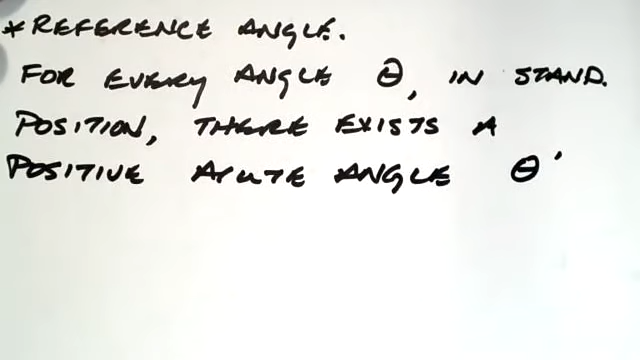 *REFERENCE ANGLE.
FOR EVERY ANGLE θ, IN STAND.
POSITION, THERE EXISTS A
POSITIVE ACUTE ANGLE θ'